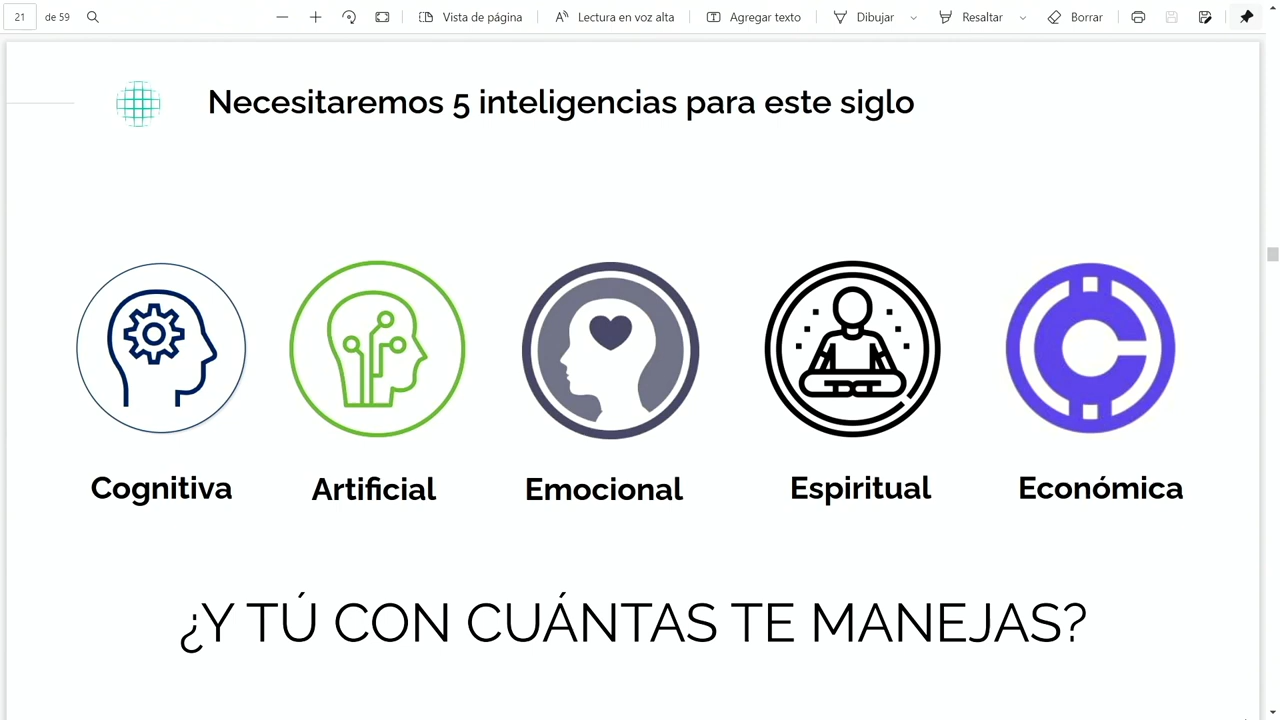 21 de 59 Vista de página Lectura en voz alta Agregar texto Dibujar Resaltar Borrar
Necesitaremos 5 inteligencias para este siglo
Cognitiva Artificial Emocional Espiritual Económica
¿Y TÚ CON CUÁNTAS TE MANEJAS?